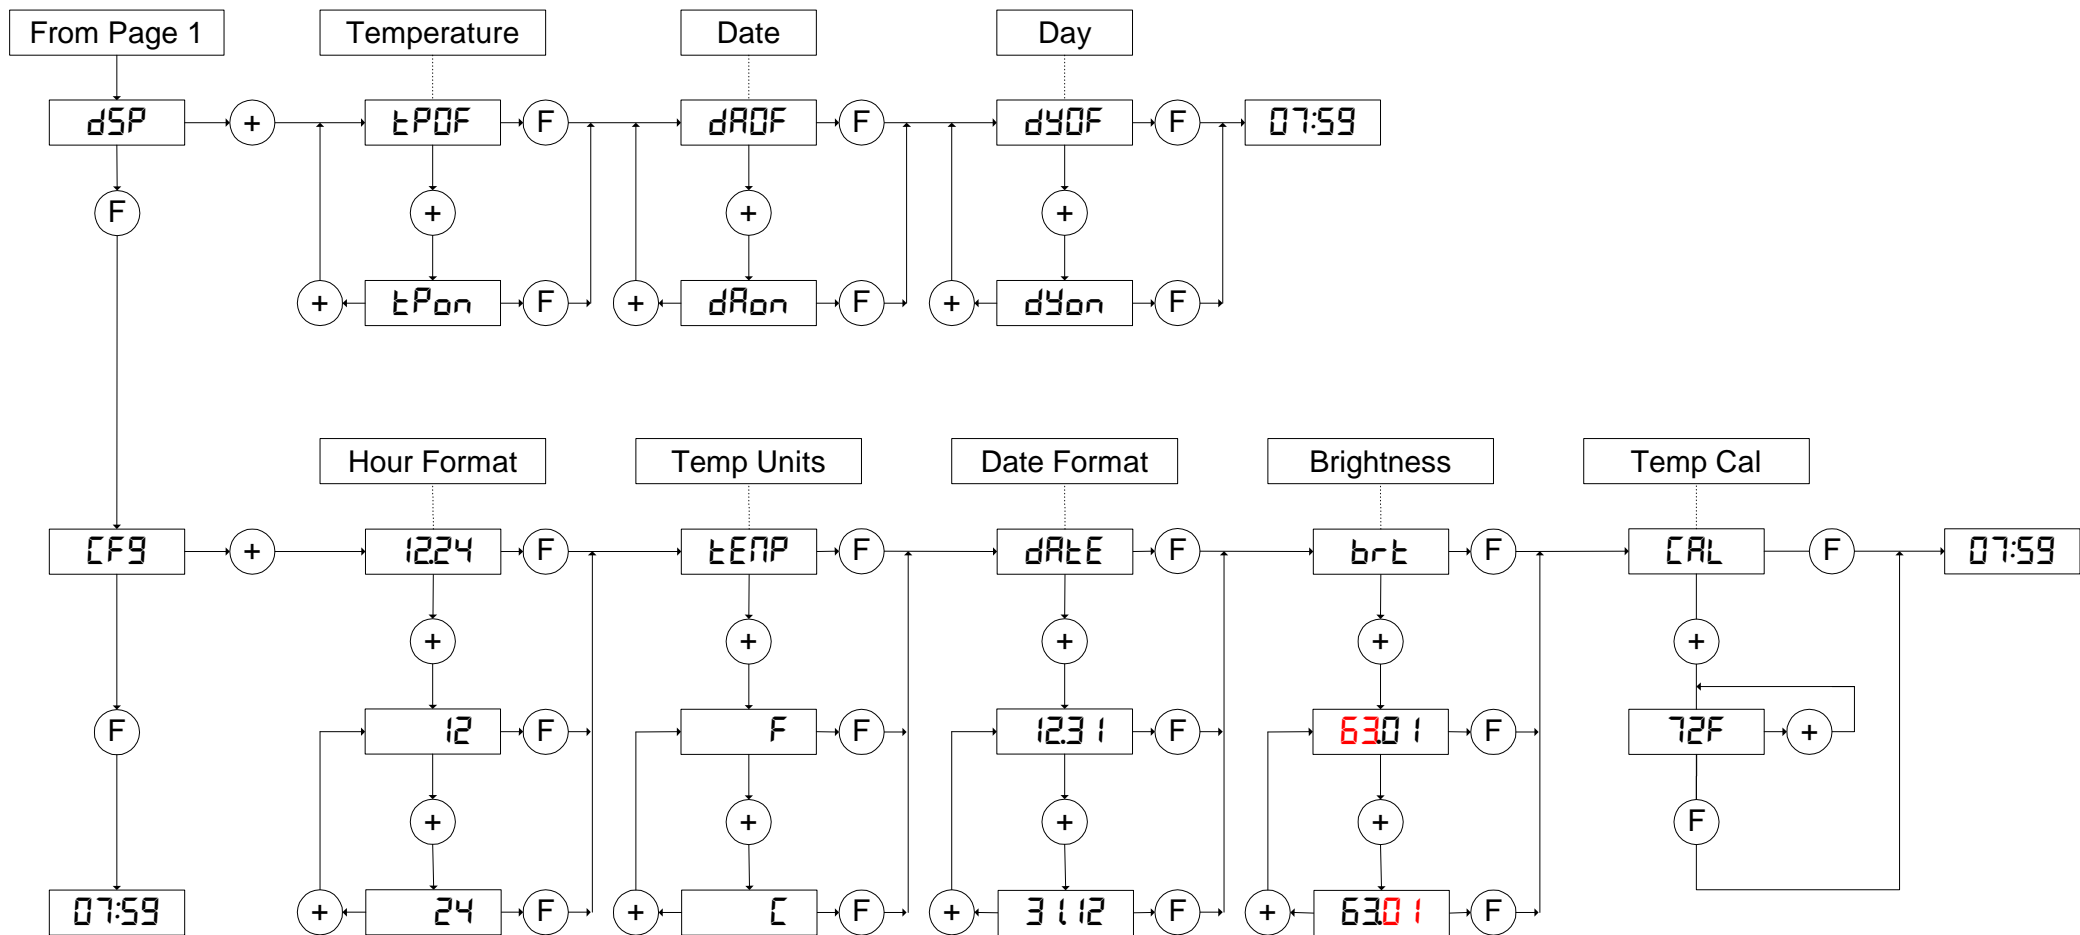 From Page 1 Temperature Date Day
dSP + tPOF F dAOF F dyOF F 07:59
F + + +
+ tPon F + dAon F + dyon F
Hour Format Temp Units Date Format Brightness Temp Cal
CFg + 12.24 F tEMP F dAtE F brt F CAL F 07:59
+ + + + +
F 12 F F F 12.31 F 63.01 F 72F +
+ + + + F
07:59 + 24 F + C F + 31.12 F + 63.01 F